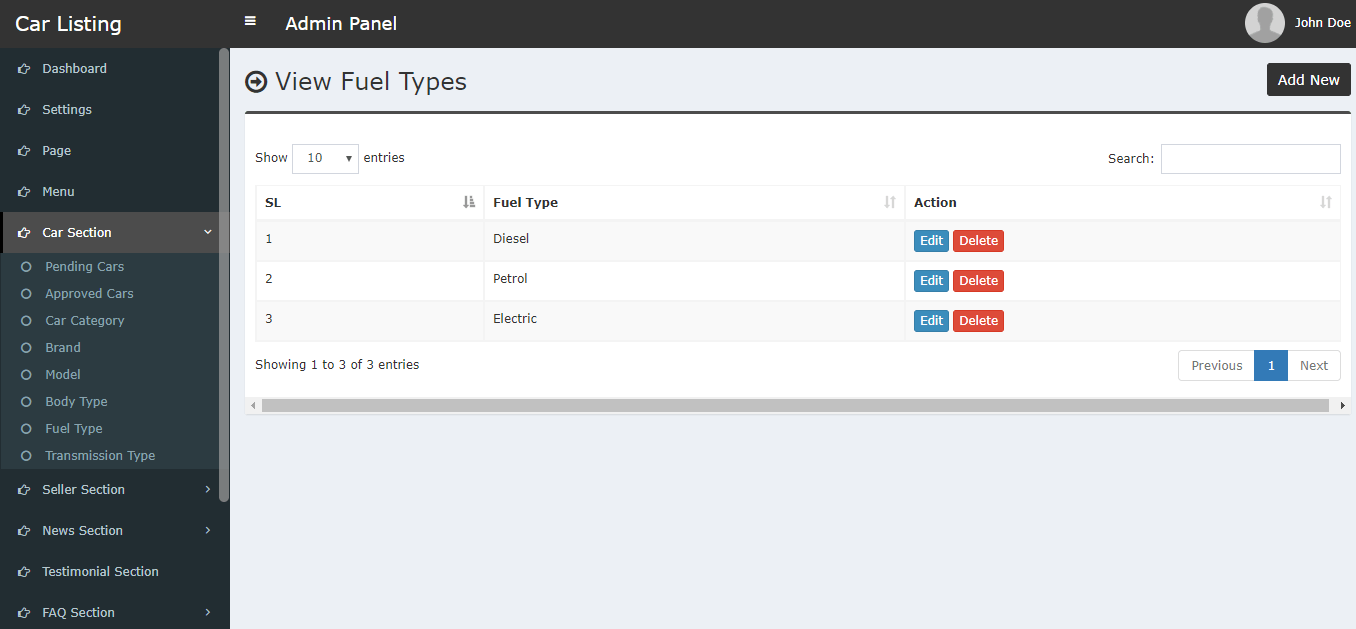 Car Listing
Admin Panel
John Doe
Dashboard
Settings
Page
Menu
Car Section
Pending Cars
Approved Cars
Car Category
Brand
Model
Body Type
Fuel Type
Transmission Type
Seller Section
News Section
Testimonial Section
FAQ Section
View Fuel Types
Add New
Show 10 entries
Search:
SL Fuel Type Action
1 Diesel Edit Delete
2 Petrol Edit Delete
3 Electric Edit Delete
Showing 1 to 3 of 3 entries
Previous 1 Next